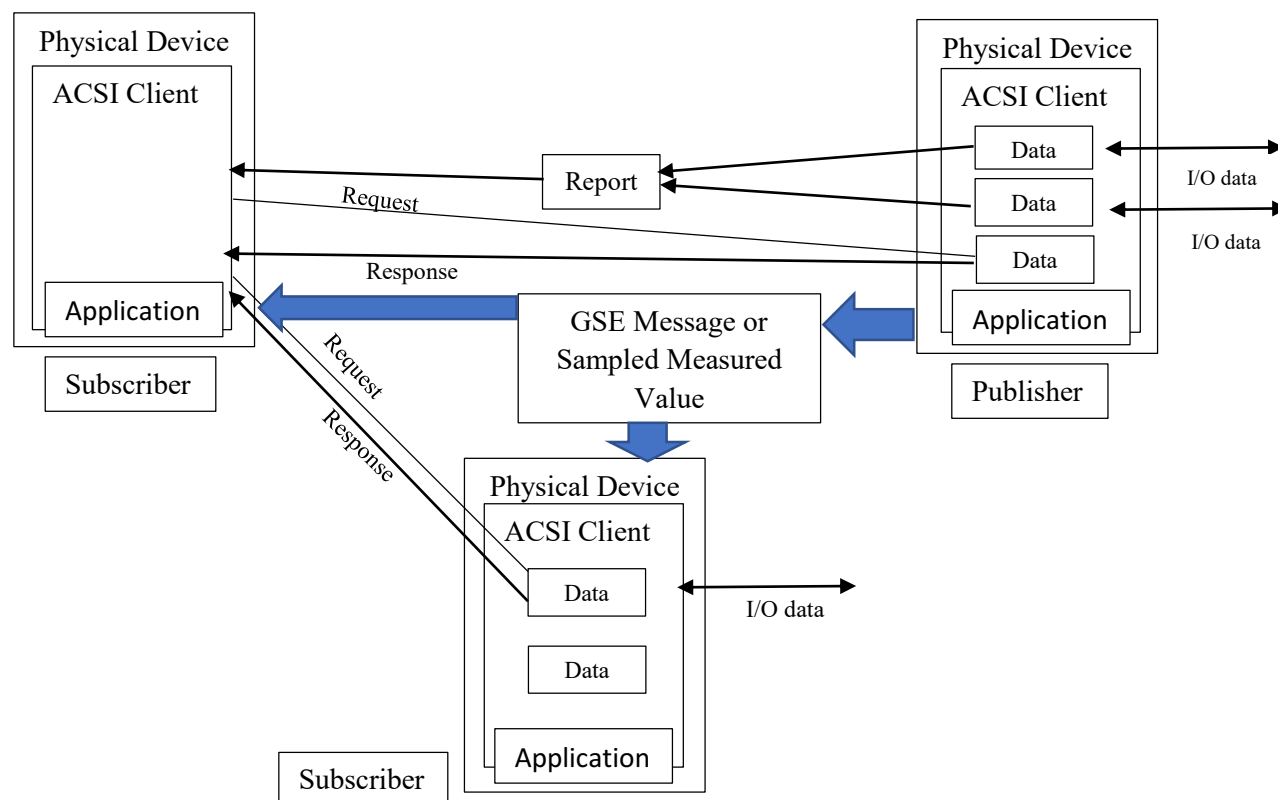 Physical Device
ACSI Client
Application
Subscriber
Report
Request
Response
Request
Response
GSE Message or
Sampled Measured
Value
Physical Device
ACSI Client
Data
Data
Data
Application
Publisher
I/O data
I/O data
Physical Device
ACSI Client
Data
Data
Application
I/O data
Subscriber